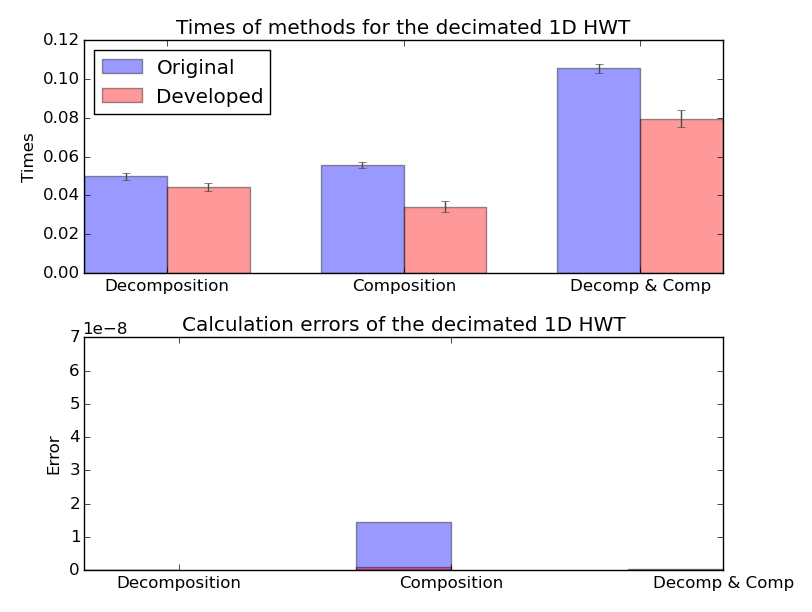 Times of methods for the decimated 1D HWT
0.12
0.10
0.08
0.06
0.04
0.02
0.00
Times
Original
Developed
Decomposition Composition Decomp & Comp
Calculation errors of the decimated 1D HWT
1e−8
7
6
5
4
3
2
1
0
Error
Decomposition Composition Decomp & Comp